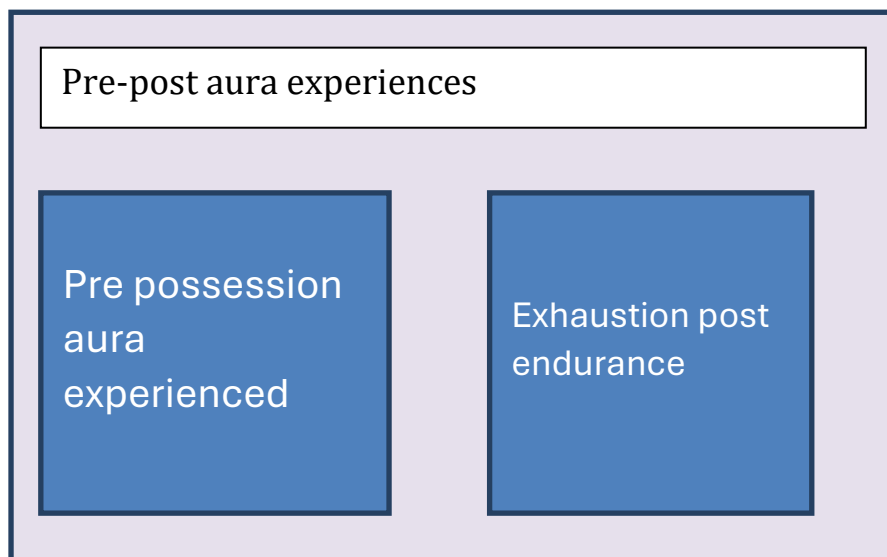 Pre-post aura experiences
Pre possession
aura
experienced
Exhaustion post
endurance